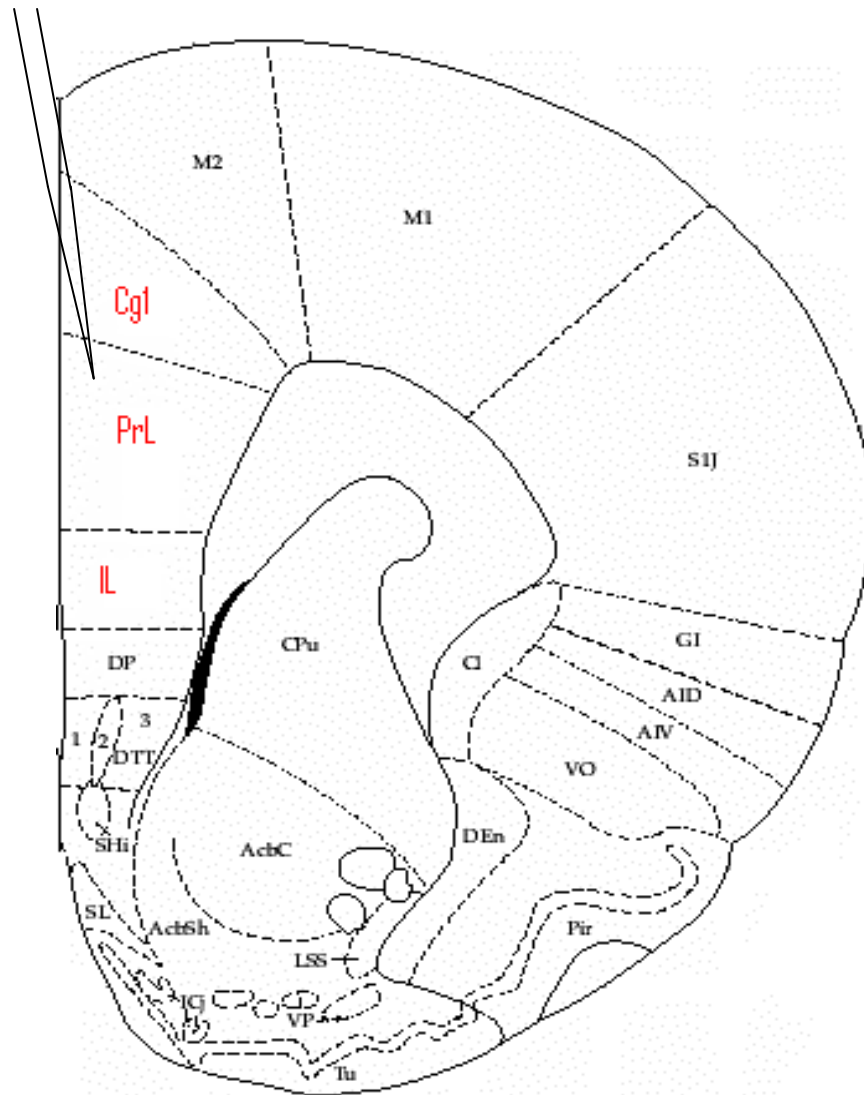 M2
M1
Cg1
PrL
S1J
IL
GI
CPu
CI
DP
AID
3
1
2
AIV
DTT
VO
SHi
AcbC
DEn
SL
AcbSh
Pir
LSS
ICj
VP
Tu